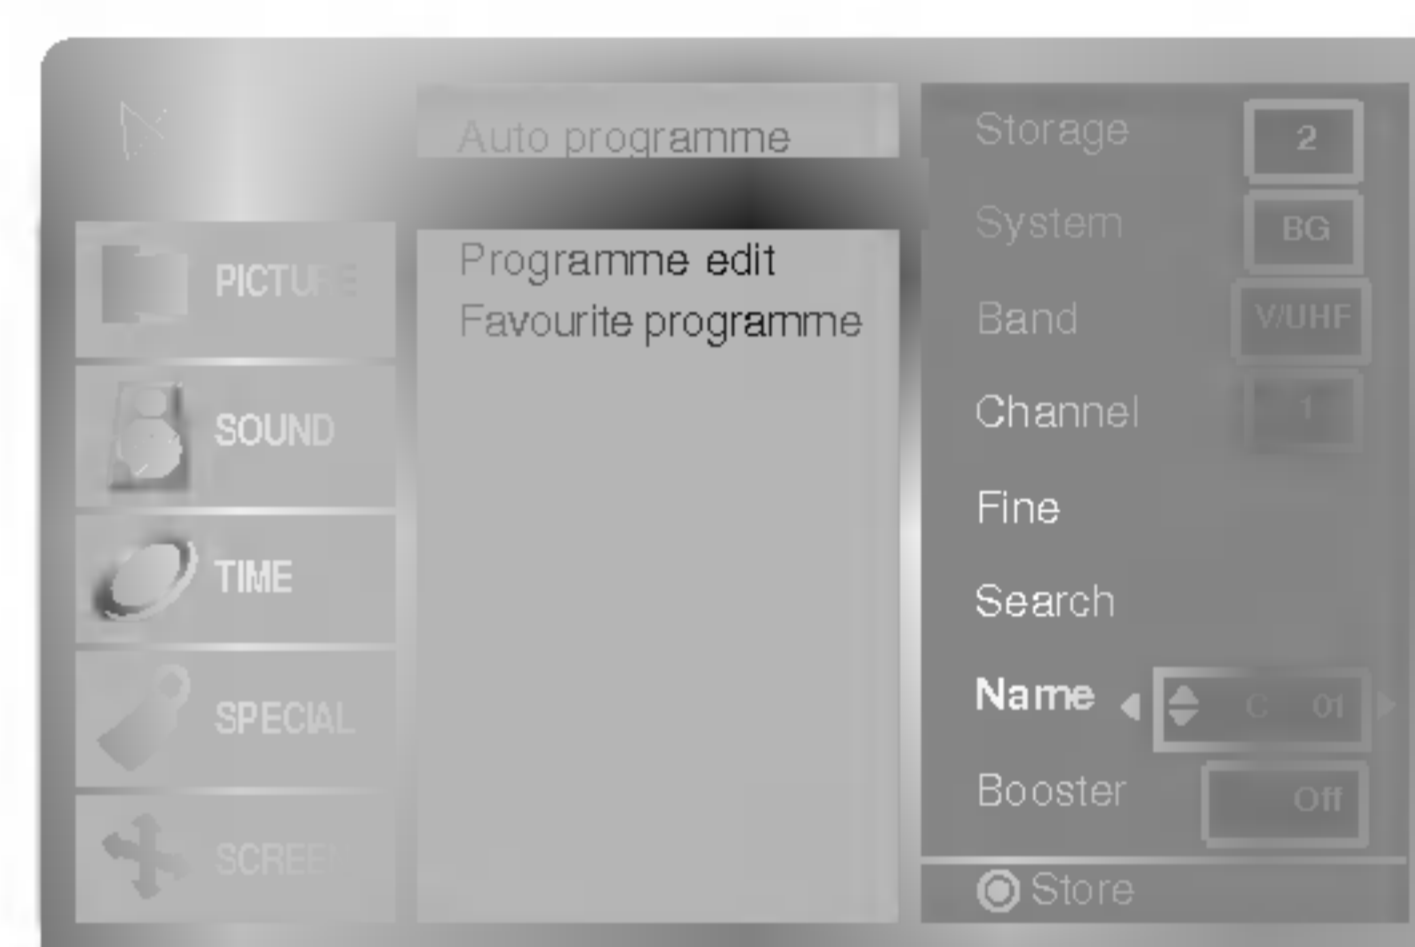 Auto programme
Programme edit
Favourite programme
PICTURE
SOUND
TIME
SPECIAL
SCREEN
Storage 2
System BG
Band V/UHF
Channel 1
Fine
Search
Name C 01
Booster Off
Store